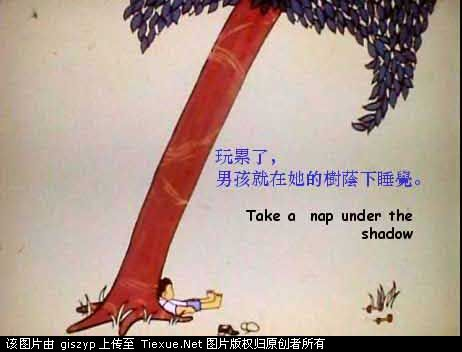 玩累了，
男孩就在她的樹蔭下睡覺。
Take a nap under the
shadow
该图片由 giszyp 上传至 Tiexue.Net 图片版权归原创者所有